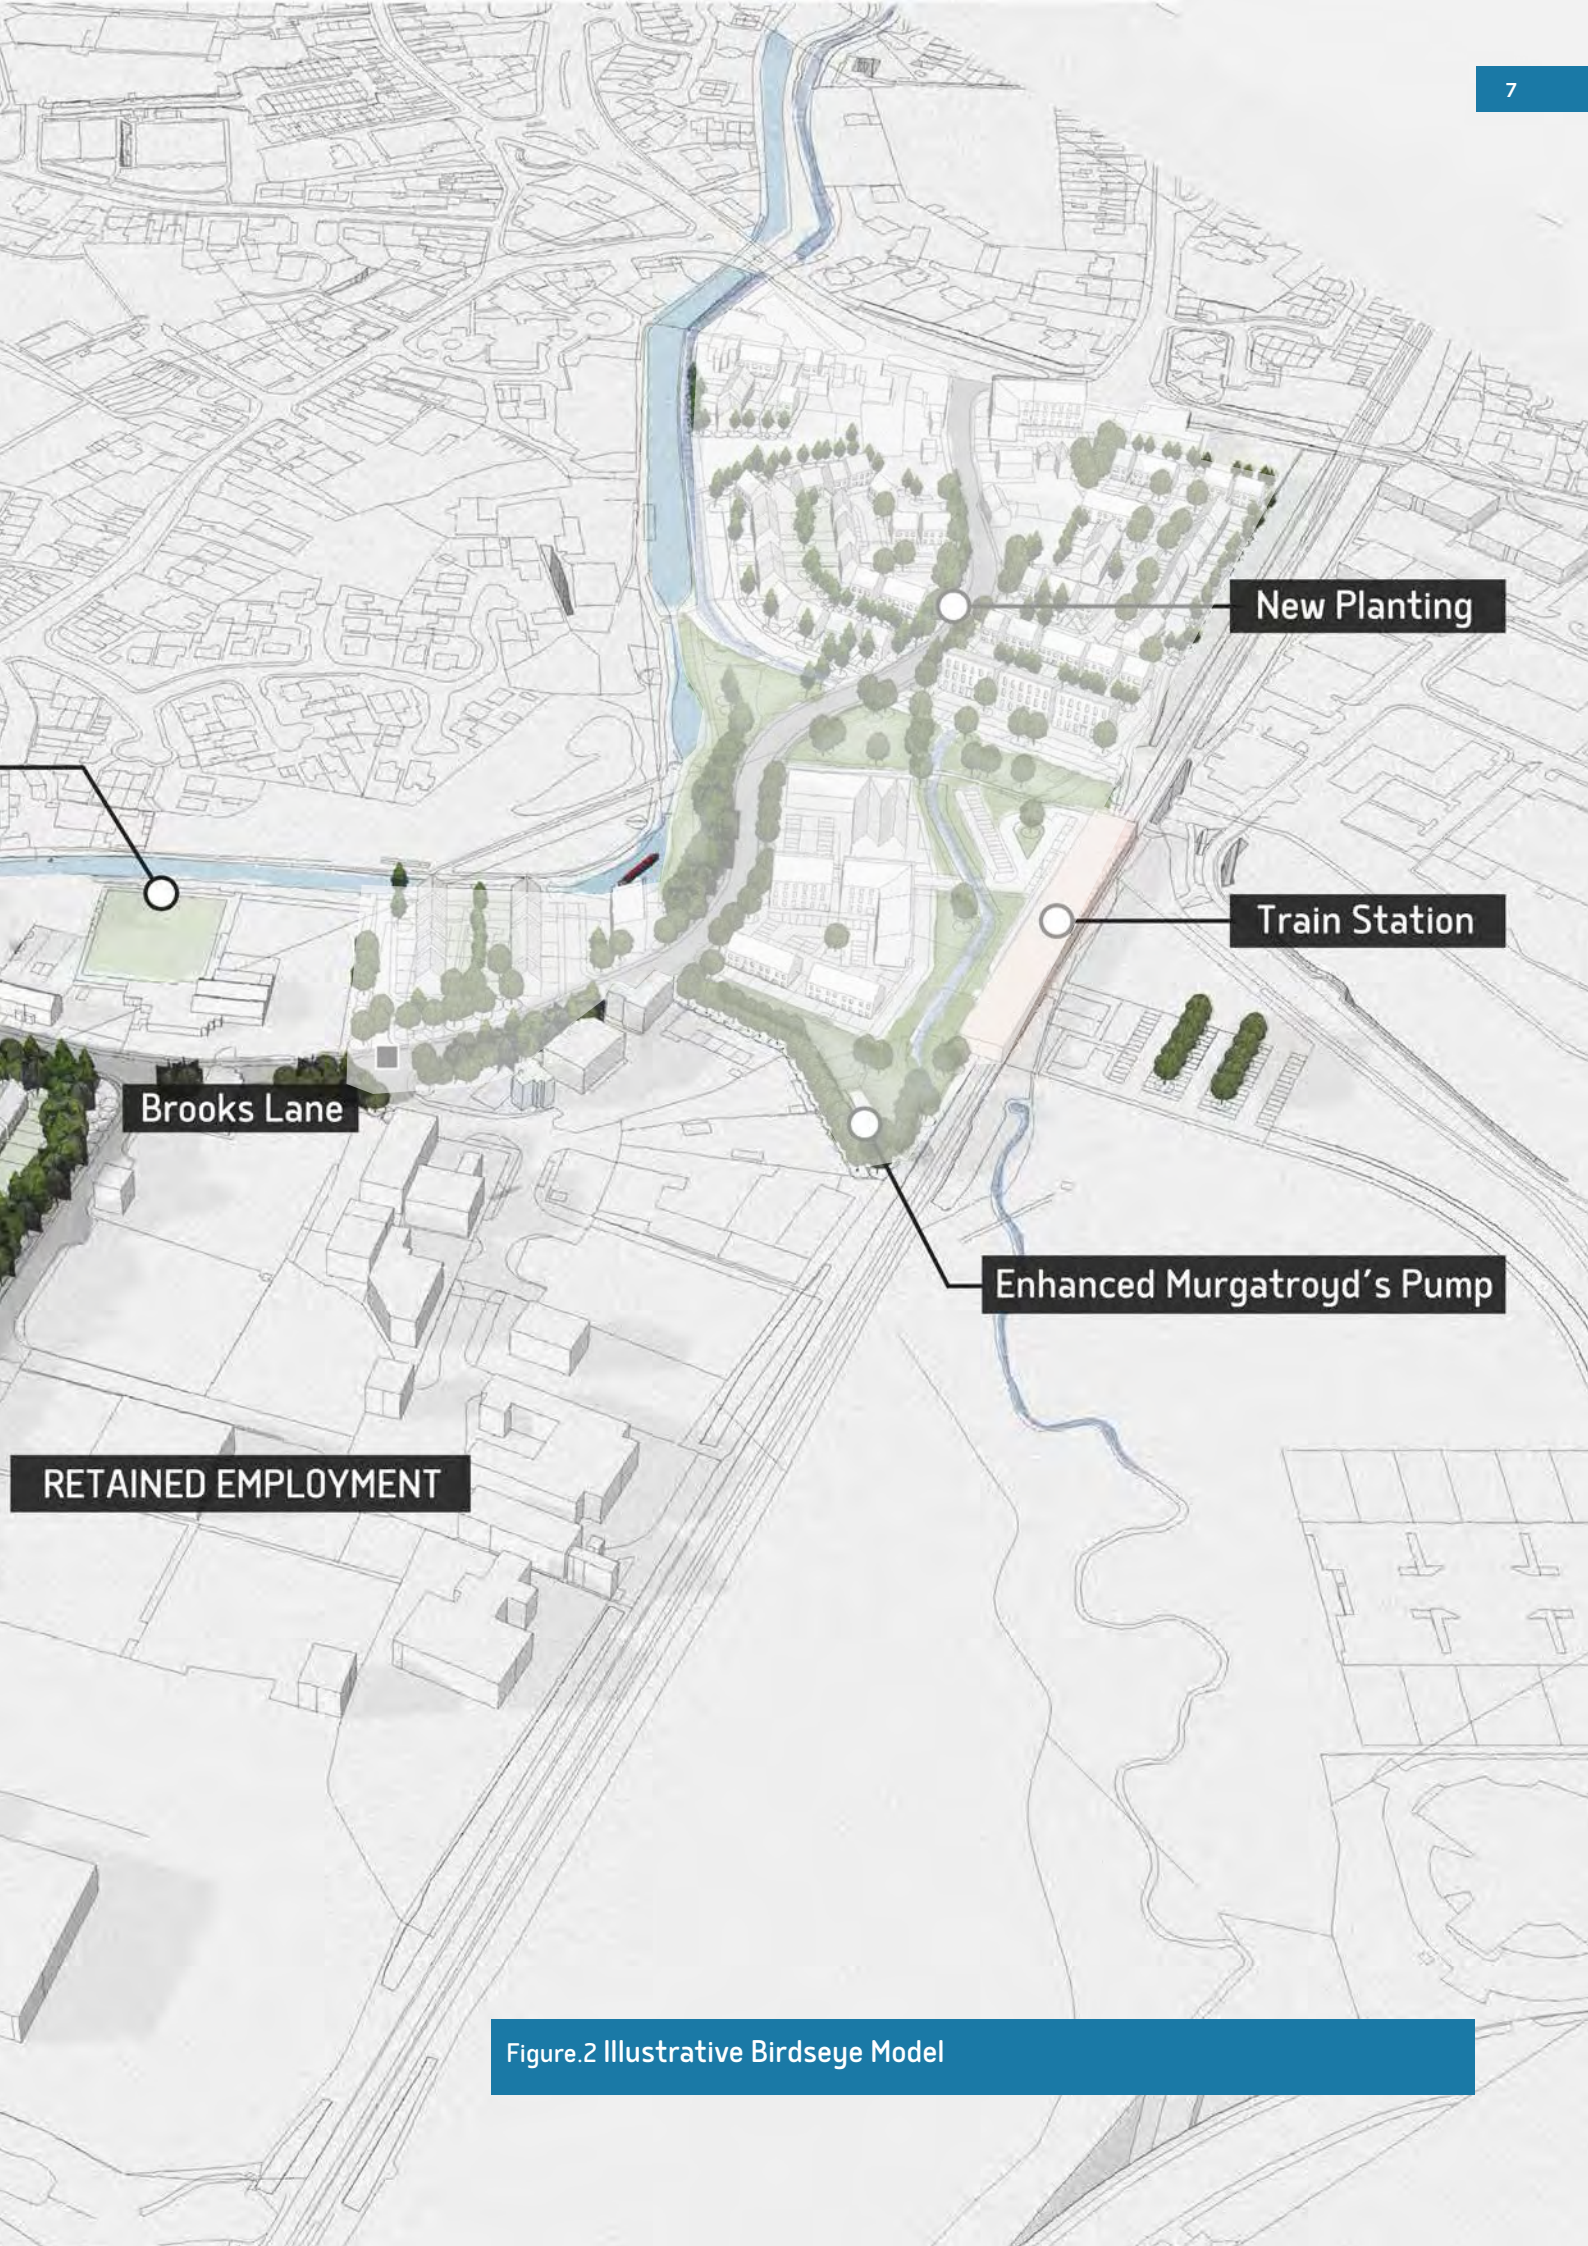 7
New Planting
Train Station
Brooks Lane
Enhanced Murgatroyd's Pump
RETAINED EMPLOYMENT
Figure.2 Illustrative Birdseye Model